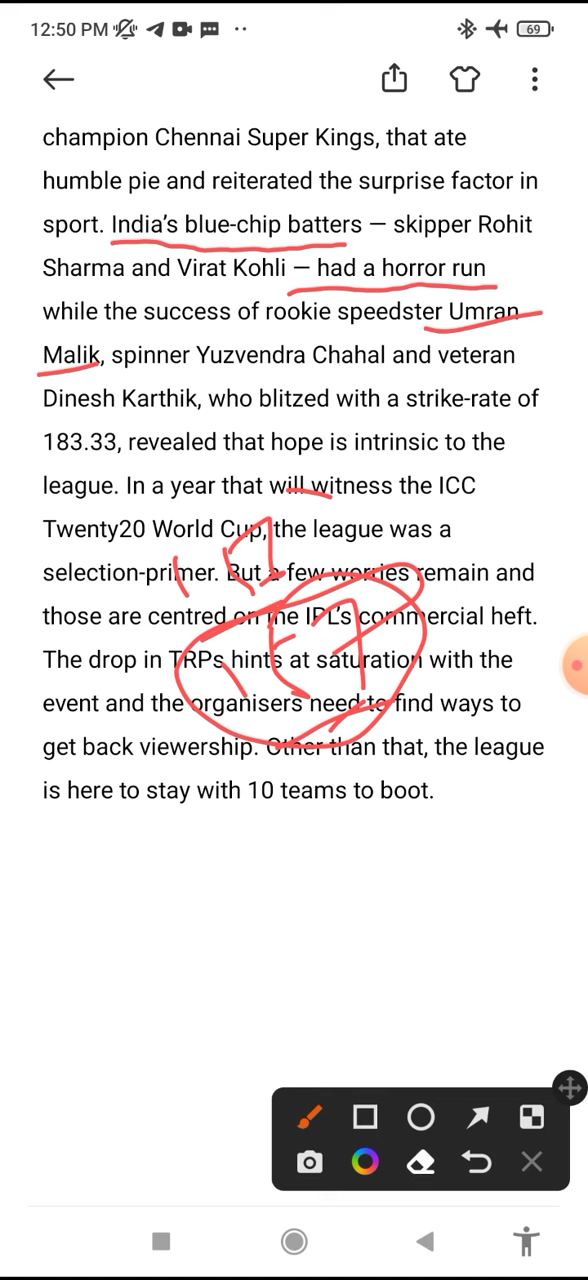 12:50 PM
69
champion Chennai Super Kings, that ate
humble pie and reiterated the surprise factor in
sport. India’s blue-chip batters — skipper Rohit
Sharma and Virat Kohli — had a horror run
while the success of rookie speedster Umran
Malik, spinner Yuzvendra Chahal and veteran
Dinesh Karthik, who blitzed with a strike-rate of
183.33, revealed that hope is intrinsic to the
league. In a year that will witness the ICC
Twenty20 World Cup, the league was a
selection-primer. But a few worries remain and
those are centred on the IPL’s commercial heft.
The drop in TRPs hints at saturation with the
event and the organisers need to find ways to
get back viewership. Other than that, the league
is here to stay with 10 teams to boot.